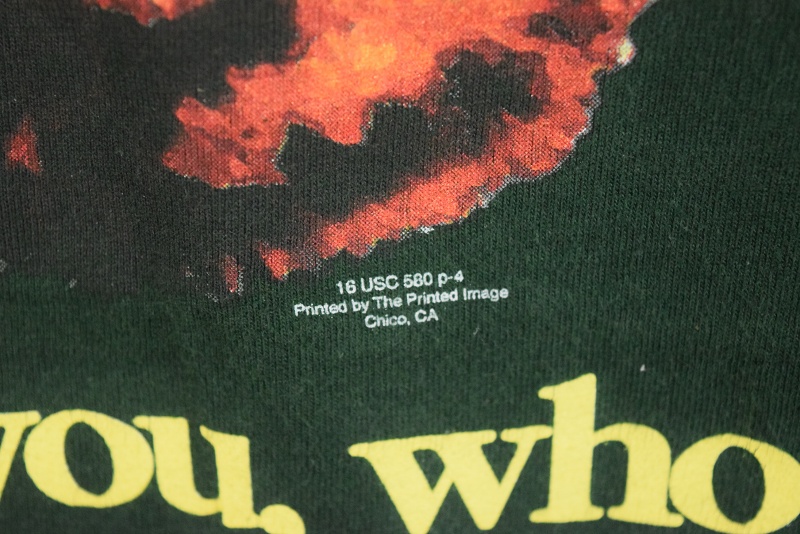 16 USC 580 p-4
Printed by The Printed Image
Chico, CA
you, who